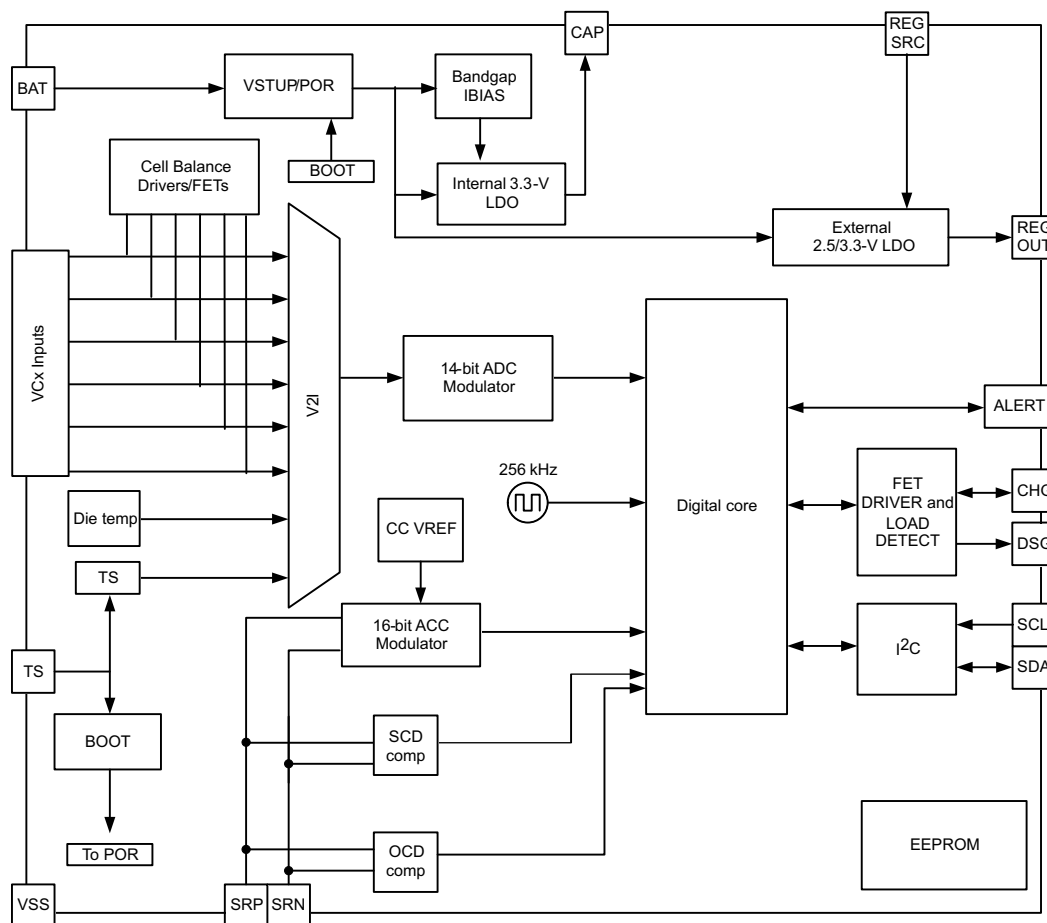 CAP
REG
SRC
BAT
VSTUP/POR
Bandgap
IBIAS
BOOT
Cell Balance
Drivers/FETs
Internal 3.3-V
LDO
External
2.5/3.3-V LDO
REG
OUT
VCx Inputs
V2I
14-bit ADC
Modulator
ALERT
256 kHz
Digital core
FET
DRIVER and
LOAD
DETECT
CHG
DSG
Die temp
CC VREF
TS
16-bit ACC
Modulator
I2C
SCL
SDA
TS
BOOT
SCD
comp
To POR
OCD
comp
EEPROM
VSS
SRP
SRN